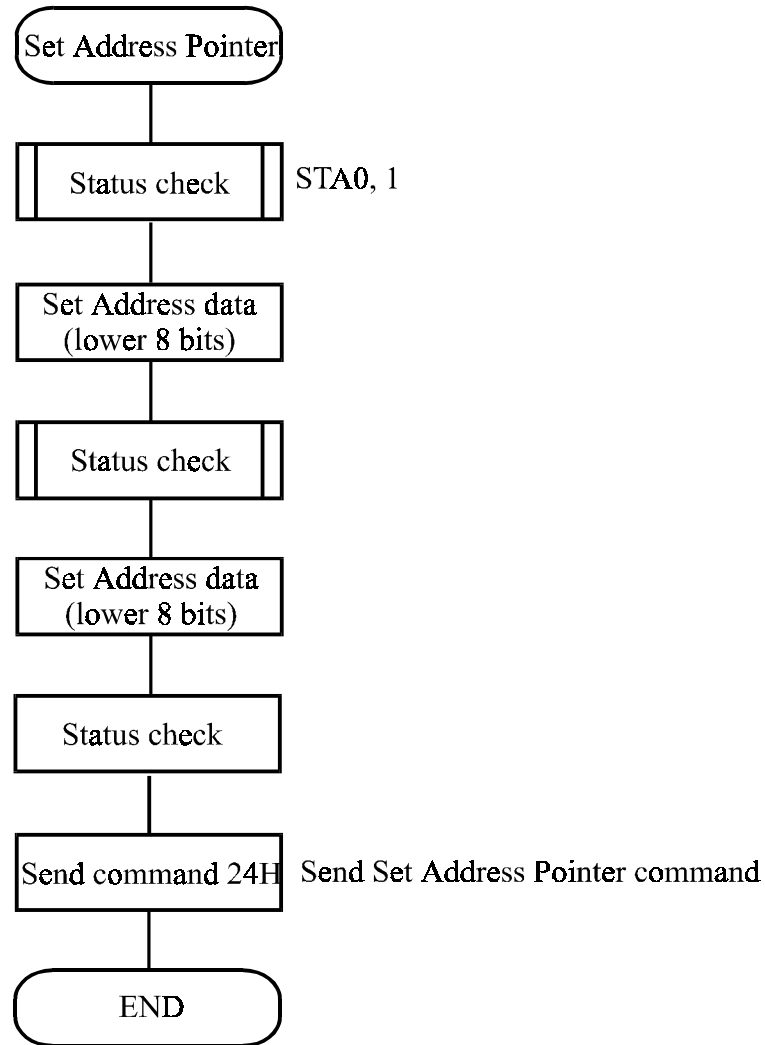 Set Address Pointer
Status check
STA0, 1
Set Address data
(lower 8 bits)
Status check
Set Address data
(lower 8 bits)
Status check
Send command 24H
Send Set Address Pointer command
END